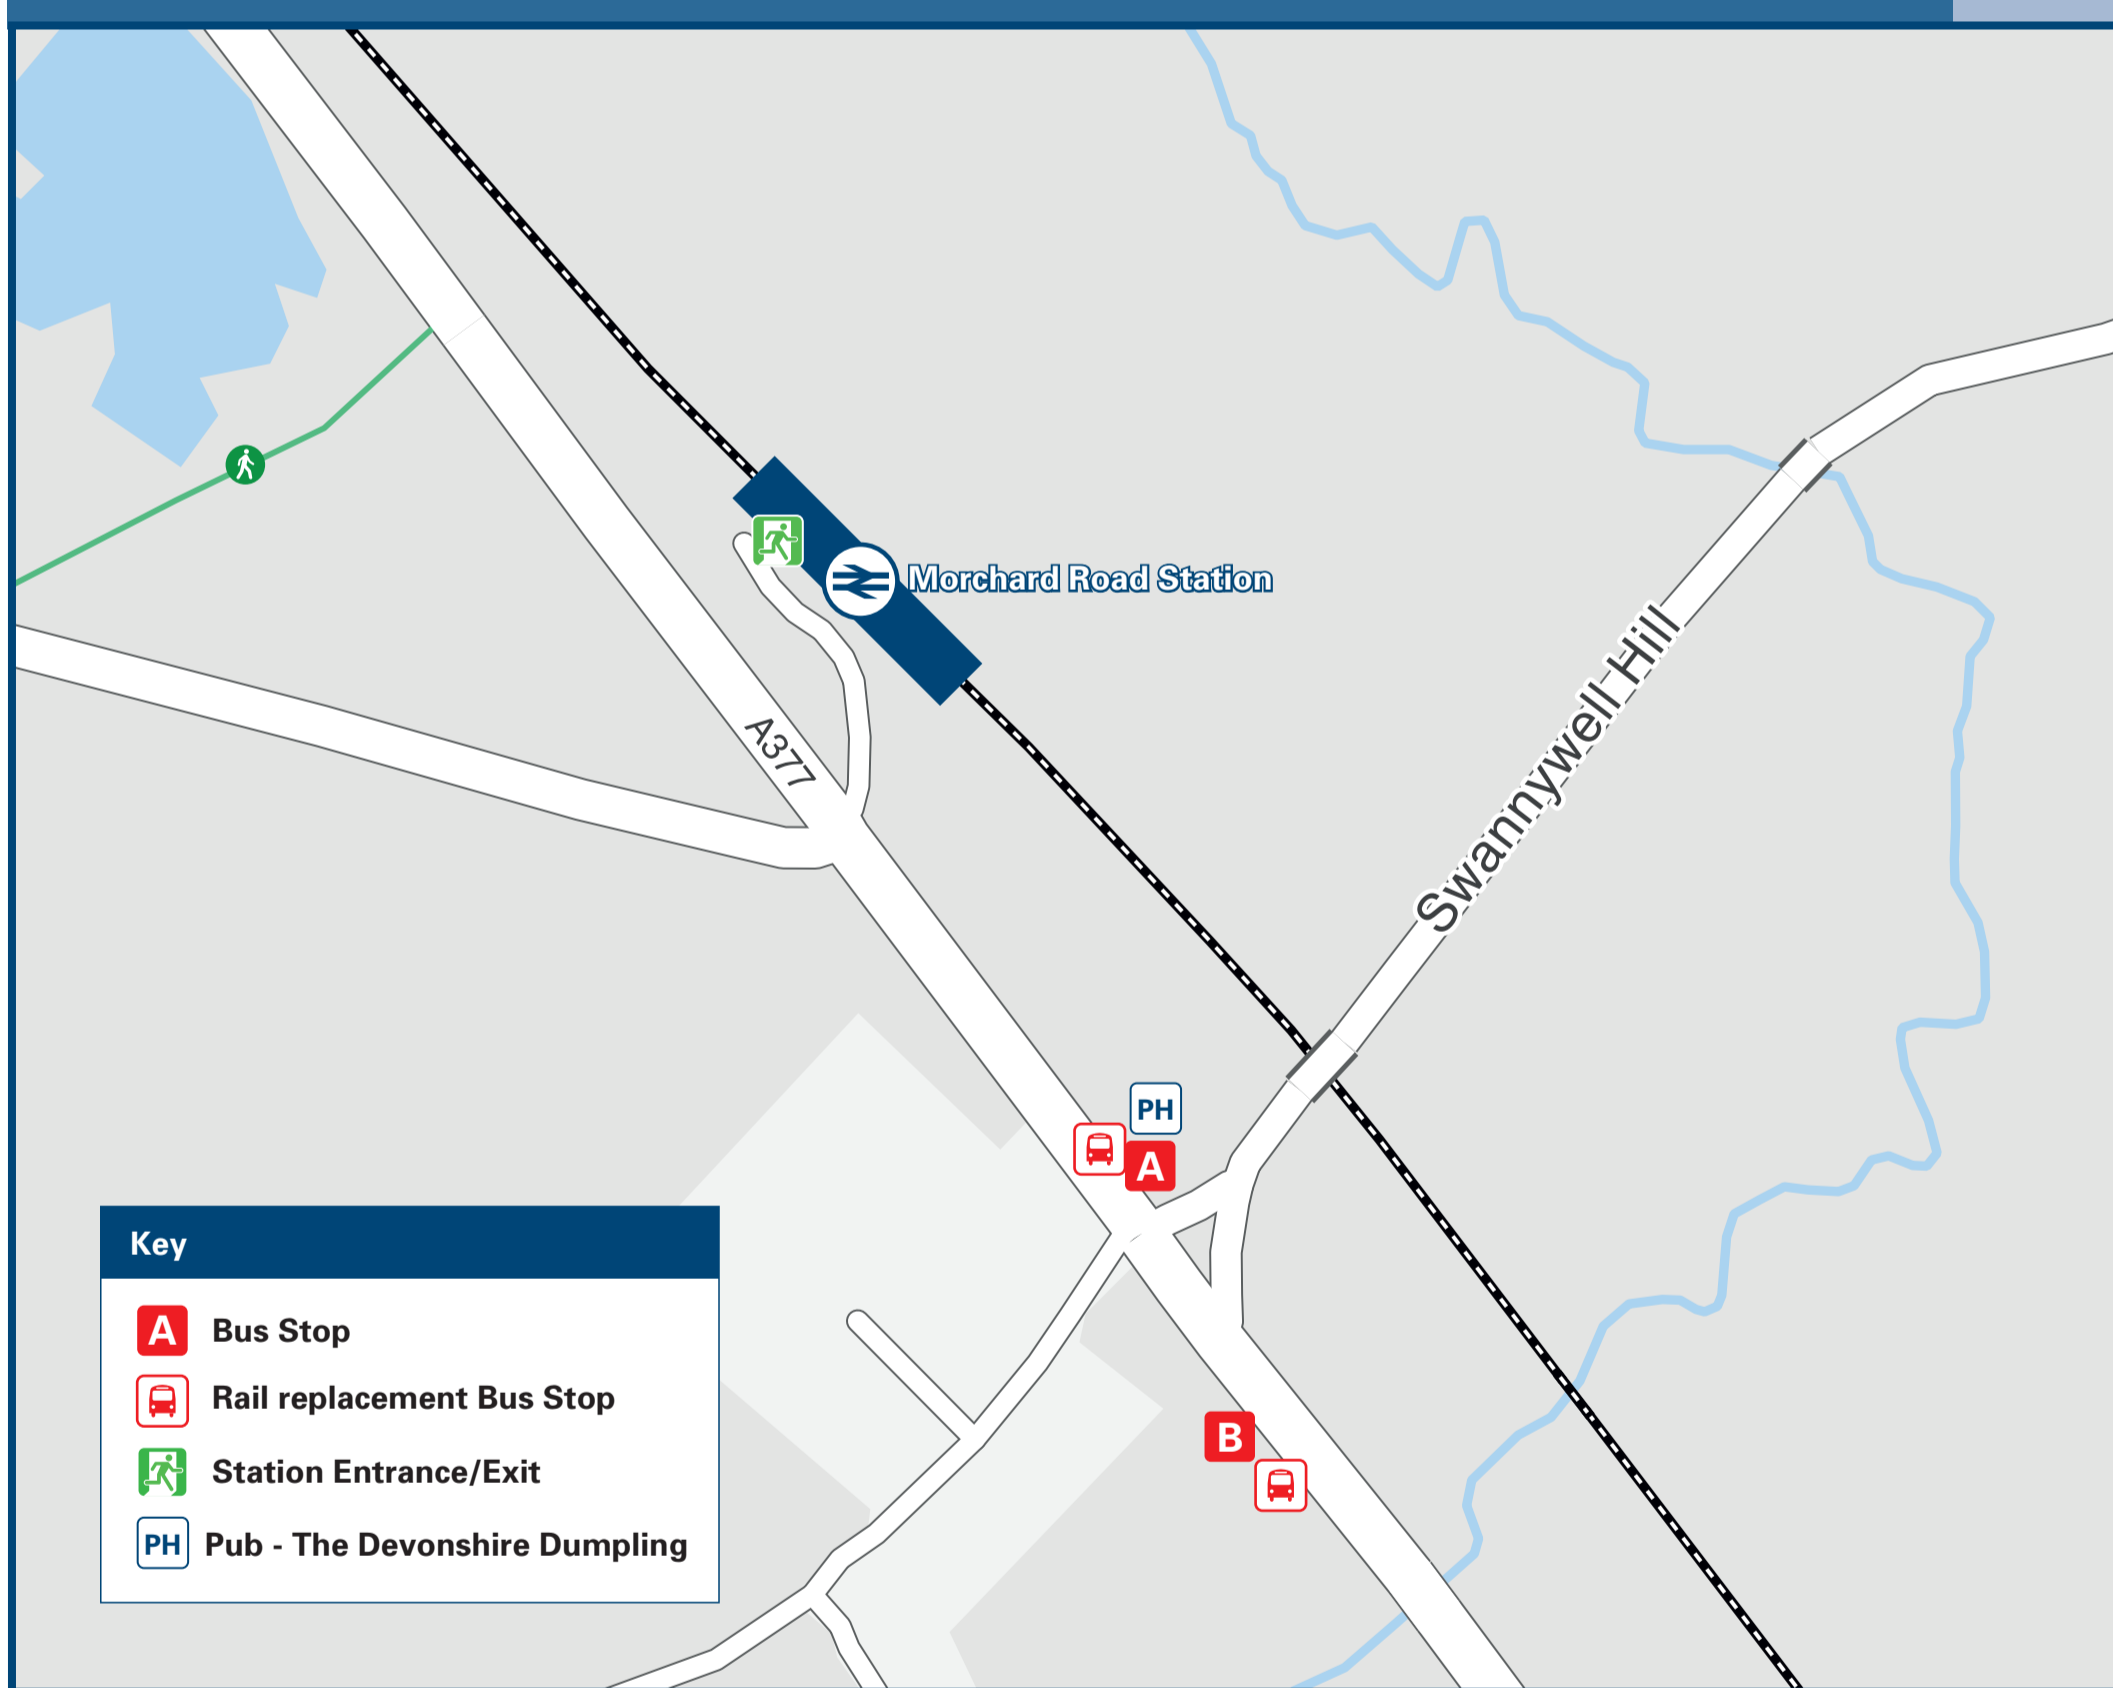 Morchard Road Station
A377
Swannywell Hill
PH
A
B
Key
A Bus Stop
Rail replacement Bus Stop
Station Entrance/Exit
PH Pub - The Devonshire Dumpling